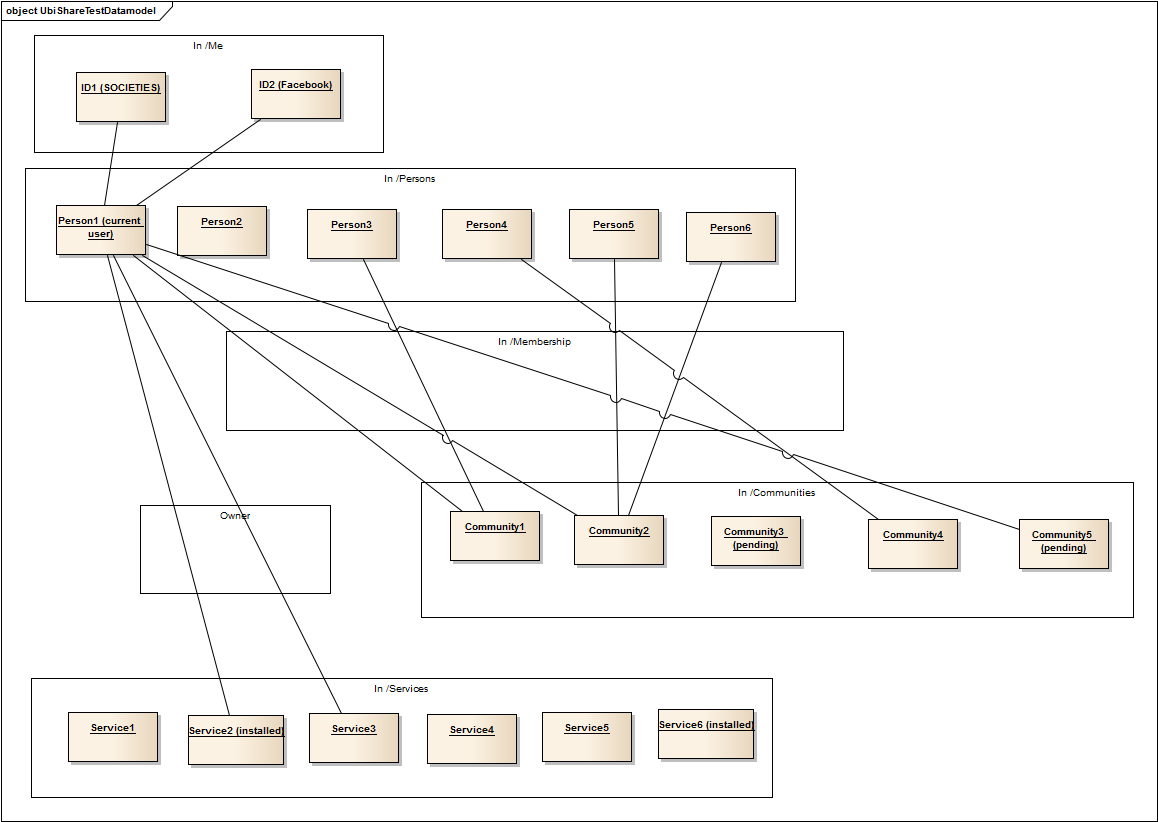 object UbiShareTestDatamodel
In /Me
ID1 (SOCIETIES)
ID2 (Facebook)
In /Persons
Person1 (current
user)
Person2
Person3
Person4
Person5
Person6
In /Membership
In /Communities
Owner
Community1
Community2
Community3
(pending)
Community4
Community5
(pending)
In /Services
Service1
Service2 (installed)
Service3
Service4
Service5
Service6 (installed)